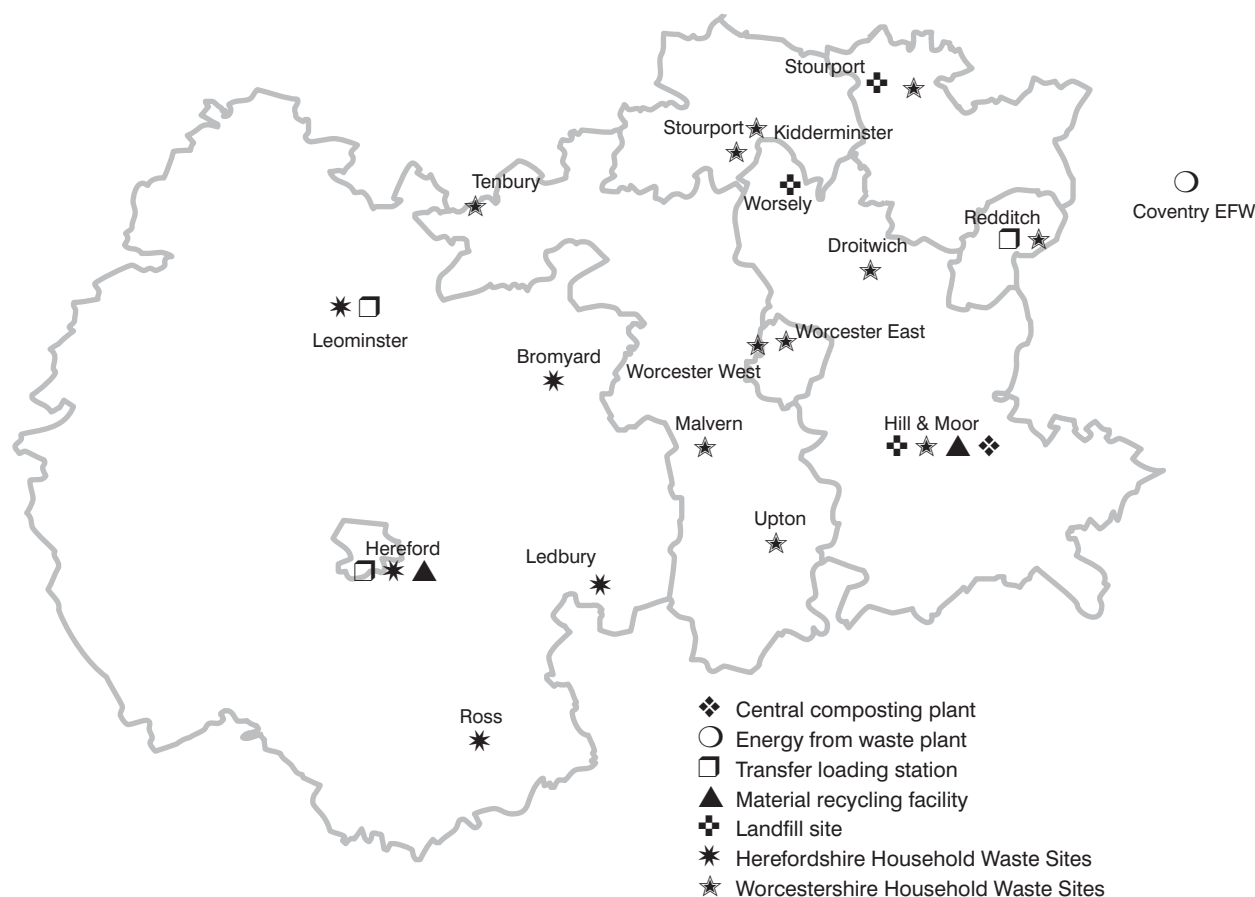 Stourport
Stourport
Kidderminster
Tenbury
Worsely
Redditch
Coventry EFW
Droitwich
Leominster
Worcester East
Bromyard
Worcester West
Malvern
Hill & Moor
Upton
Hereford
Ledbury
Ross
Central composting plant
Energy from waste plant
Transfer loading station
Material recycling facility
Landfill site
Herefordshire Household Waste Sites
Worcestershire Household Waste Sites